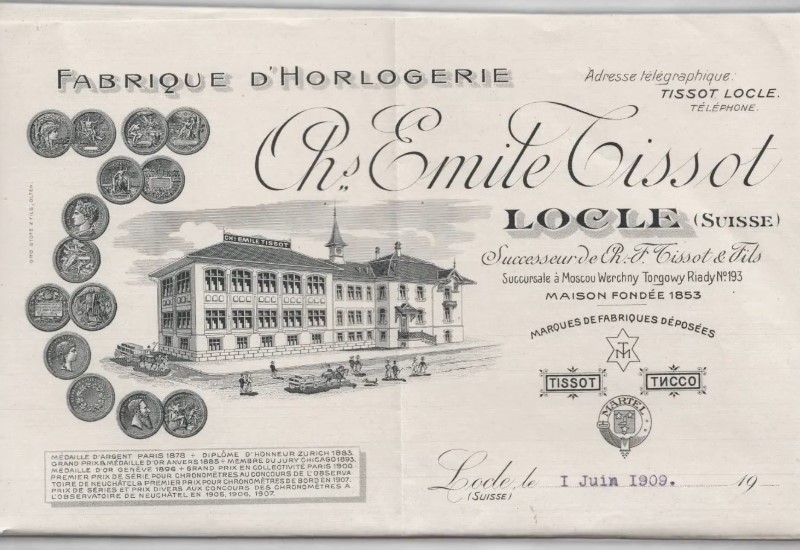 FABRIQUE D'HORLOGERIE
Adresse télégraphique:
TISSOT LOCLE.
TÉLÉPHONE.
Chs. Emile Tissot
LOCLE (SUISSE)
Successeur de Ch. F. Tissot & Fils
Succursale à Moscou Werchny Torgowy Riady No. 193
MAISON FONDÉE 1853
MARQUES DE FABRIQUES DÉPOSÉES
TM
TISSOT
ТИССО
MARTEL
CHS EMILE TISSOT
MÉDAILLE D'ARGENT PARIS 1878 + DIPLÔME D'HONNEUR ZURICH 1883.
GRAND PRIX & MÉDAILLE D'OR ANVERS 1885 + MEMBRE DU JURY CHICAGO 1893.
MÉDAILLE D'OR GENÈVE 1896 + GRAND PRIX EN COLLECTIVITÉ PARIS 1900
PREMIER PRIX DE SÉRIE POUR CHRONOMÈTRES AU CONCOURS DE L'OBSERVA
TOIRE DE NEUCHÂTEL & PREMIER PRIX POUR CHRONOMÈTRES DE BORD EN 1907.
PRIX DE SÉRIES ET PRIX DIVERS AUX CONCOURS DES CHRONOMÈTRES À
L'OBSERVATOIRE DE NEUCHÂTEL EN 1905, 1906, 1907.
Locle, le 1 Juin 1909. 19
(SUISSE)